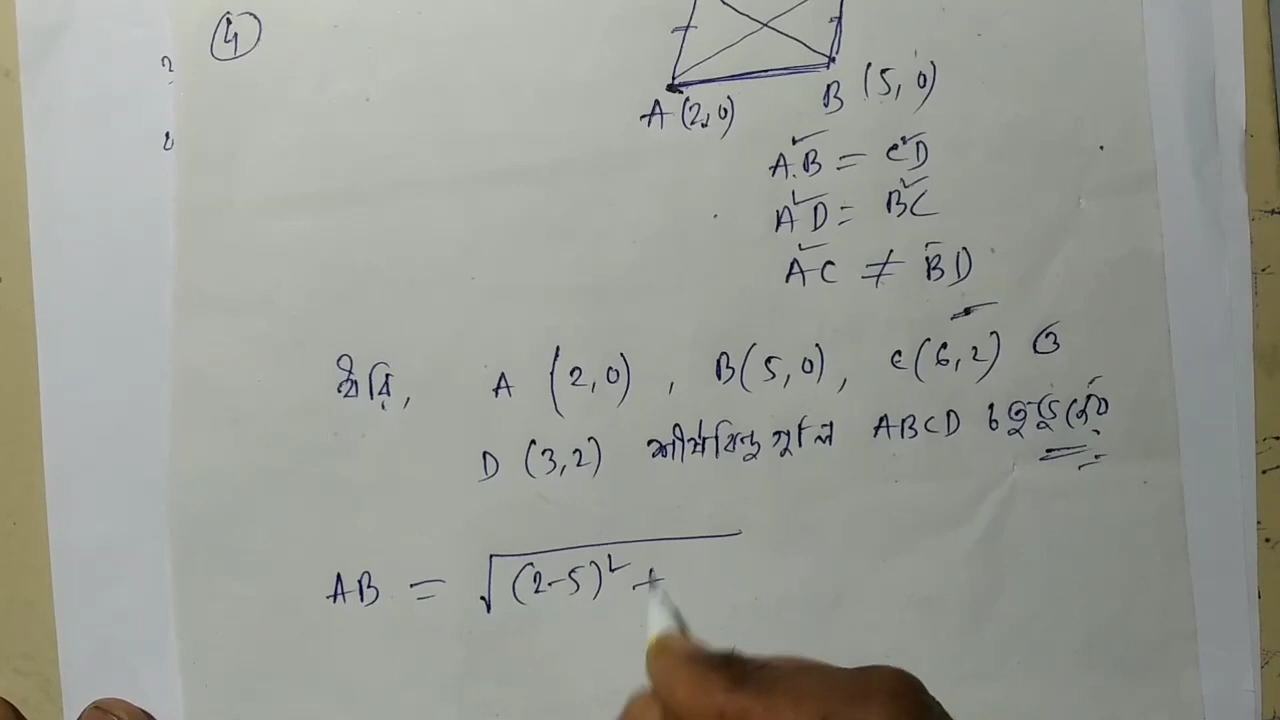 ৭
A (2,0) B (5,0)
AB = CD
AD = BC
AC ≠ BD
ধরি, A (2,0), B(5,0), C(6,2) ও
D (3,2) শীর্ষবিন্দু গুলি ABCD চতুর্ভুজের
AB = √(2-5)² +